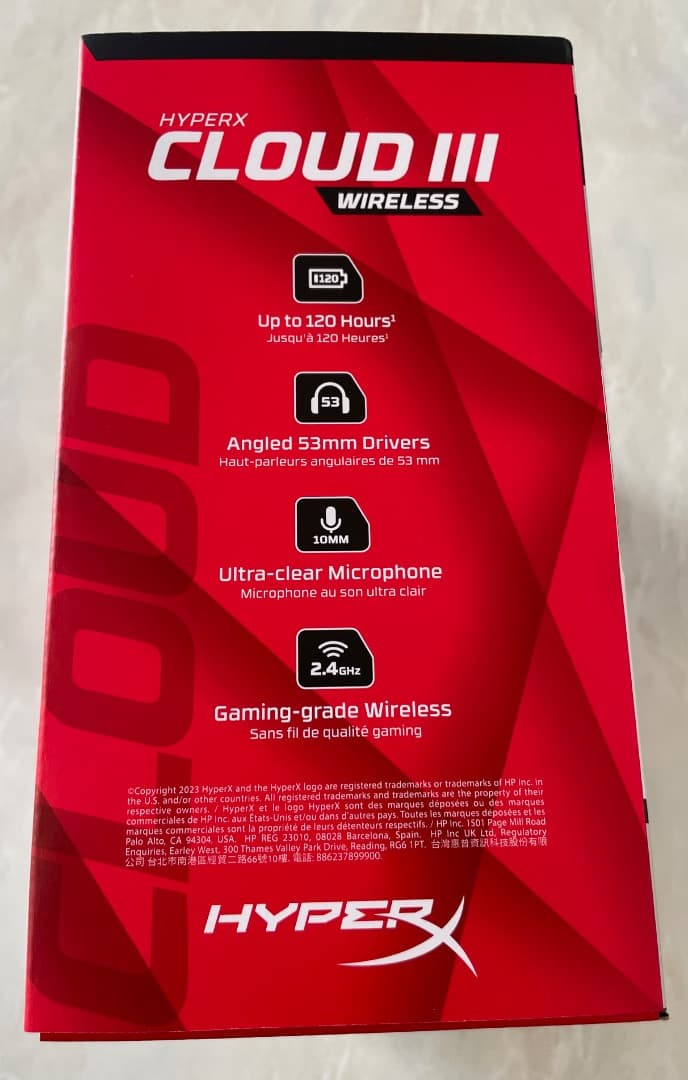 HYPERX
CLOUD III
WIRELESS
120
Up to 120 Hours¹
Jusqu'à 120 Heures¹
53
Angled 53mm Drivers
Haut-parleurs angulaires de 53 mm
10MM
Ultra-clear Microphone
Microphone au son ultra clair
2.4GHz
Gaming-grade Wireless
Sans fil de qualité gaming
CLOUD
©Copyright 2023 HyperX and the HyperX logo are registered trademarks or trademarks of HP Inc. in
the U.S. and/or other countries. All registered trademarks and trademarks are the property of their
respective owners. / HyperX et le logo HyperX sont des marques déposées ou des marques
commerciales de HP Inc. aux États-Unis et/ou dans d'autres pays. Toutes les marques déposées et les
marques commerciales sont la propriété de leurs détenteurs respectifs. / HP Inc. 1501 Page Mill Road
Palo Alto, CA 94304, USA. HP REG 23010, 08028 Barcelona, Spain. HP Inc UK Ltd, Regulatory
Enquiries, Earley West, 300 Thames Valley Park Drive, Reading, RG6 1PT. 台灣惠普資訊科技股份有限
公司 台北市南港區經貿二路66號10樓. 電話: 886237899900.
HYPERX